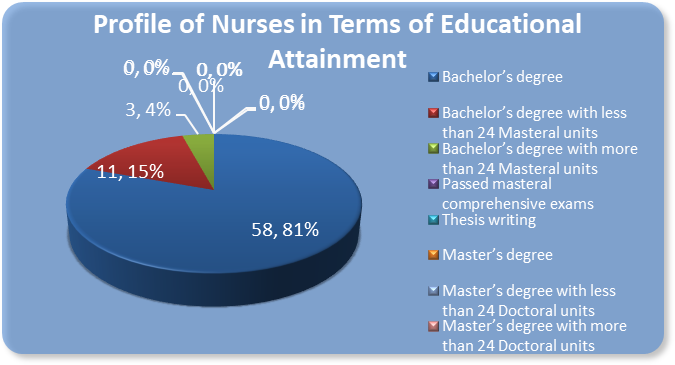 Profile of Nurses in Terms of Educational
Attainment
0, 0%
0, 0%
0, 0%
0, 0%
3, 4%
11, 15%
58, 81%
Bachelor's degree
Bachelor's degree with less
than 24 Masteral units
Bachelor's degree with more
than 24 Masteral units
Passed masteral
comprehensive exams
Thesis writing
Master's degree
Master's degree with less
than 24 Doctoral units
Master's degree with more
than 24 Doctoral units